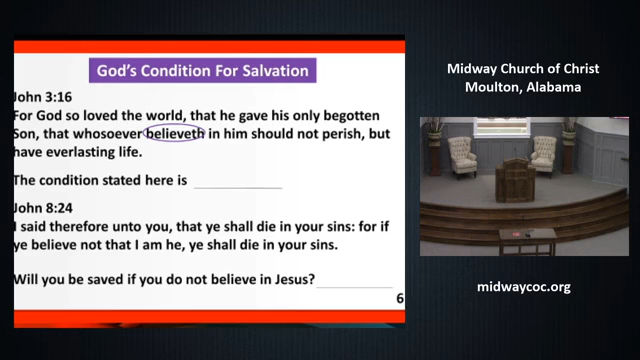 God's Condition For Salvation
John 3:16
For God so loved the world, that he gave his only begotten
Son, that whosoever believeth in him should not perish, but
have everlasting life.
The condition stated here is
John 8:24
I said therefore unto you, that ye shall die in your sins: for if
ye believe not that I am he, ye shall die in your sins.
Will you be saved if you do not believe in Jesus?
6
Midway Church of Christ
Moulton, Alabama
midwaycoc.org